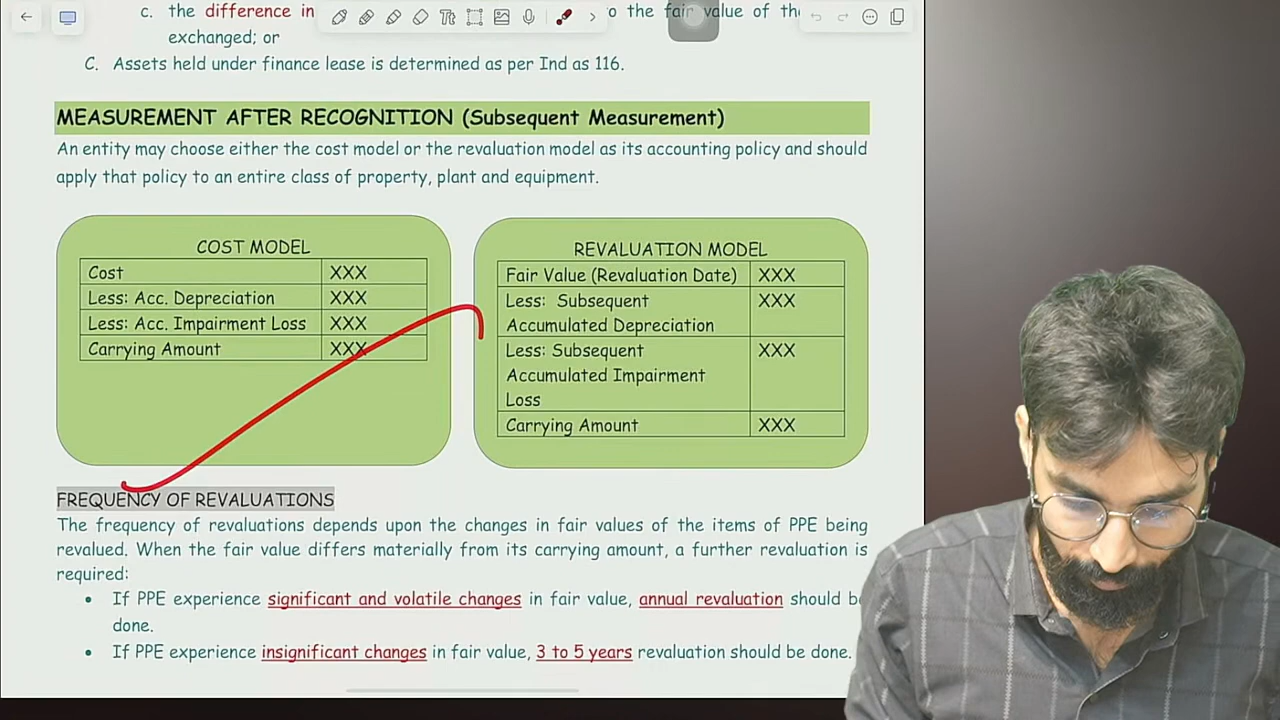 c. the difference in
o the fair value of the
exchanged; or
C. Assets held under finance lease is determined as per Ind as 116.
MEASUREMENT AFTER RECOGNITION (Subsequent Measurement)
An entity may choose either the cost model or the revaluation model as its accounting policy and should
apply that policy to an entire class of property, plant and equipment.
COST MODEL
Cost XXX
Less: Acc. Depreciation XXX
Less: Acc. Impairment Loss XXX
Carrying Amount XXX
REVALUATION MODEL
Fair Value (Revaluation Date) XXX
Less: Subsequent XXX
Accumulated Depreciation
Less: Subsequent XXX
Accumulated Impairment
Loss
Carrying Amount XXX
FREQUENCY OF REVALUATIONS
The frequency of revaluations depends upon the changes in fair values of the items of PPE being
revalued. When the fair value differs materially from its carrying amount, a further revaluation is
required:
• If PPE experience significant and volatile changes in fair value, annual revaluation should be
done.
• If PPE experience insignificant changes in fair value, 3 to 5 years revaluation should be done.